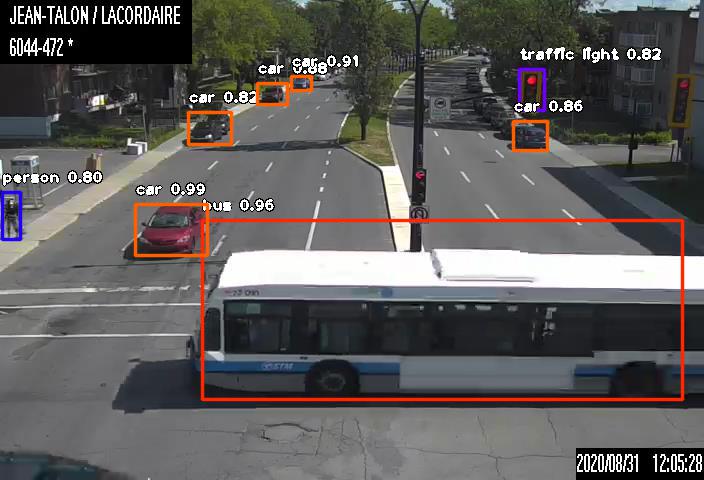 JEAN-TALON / LACORDAIRE
6044-472 *
car 0.91
car 0.88
traffic light 0.82
car 0.82
car 0.86
person 0.80
car 0.99
bus 0.96
STM
2020/08/31 12:05:28